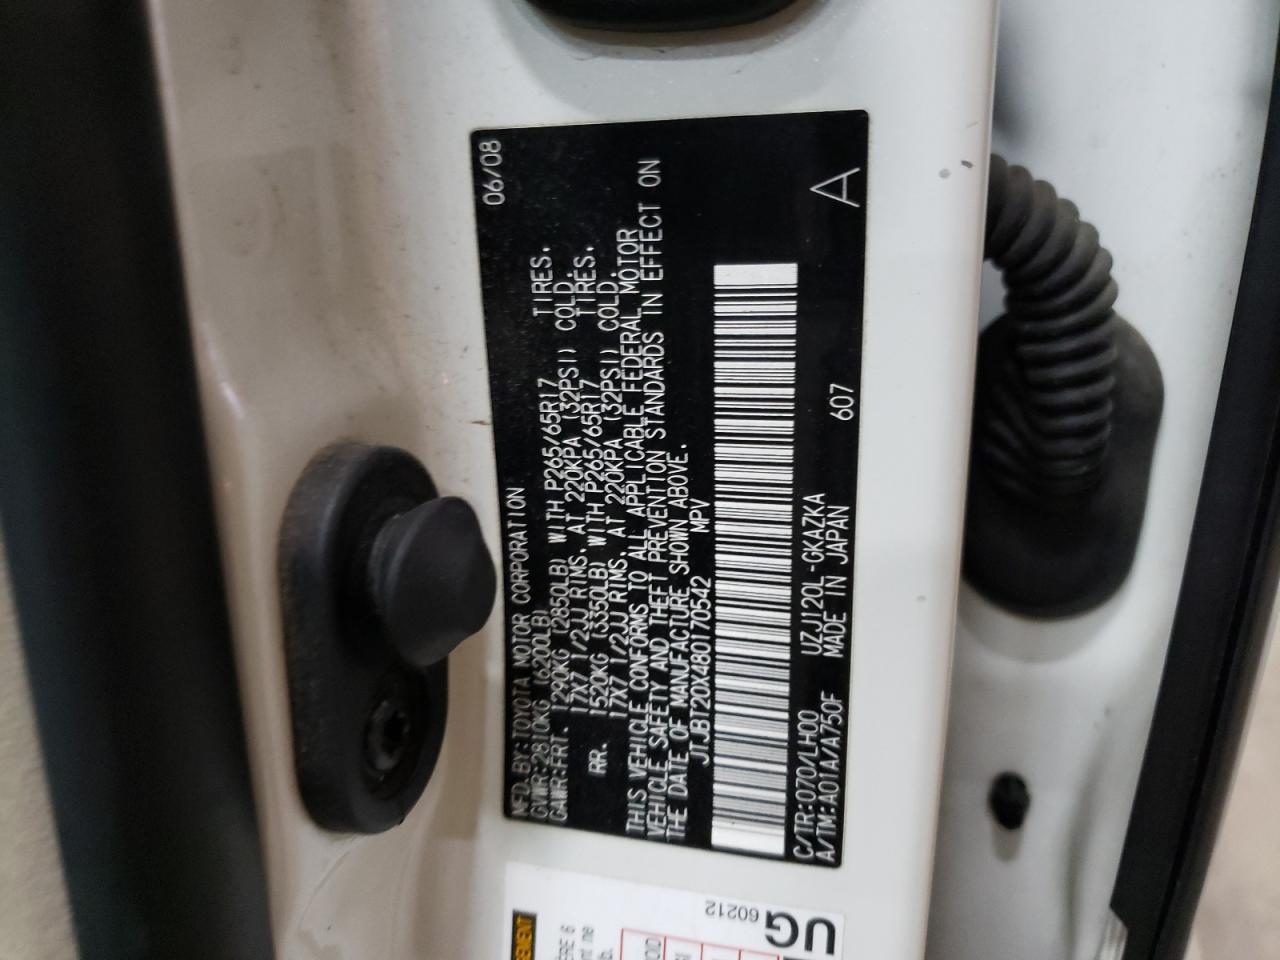 MFD. BY: TOYOTA MOTOR CORPORATION 06/08
GVWR: 2810KG (6200LB)
GAWR: FRT. 1290KG (2850LB) WITH P265/65R17 TIRES.
17X7 1/2JJ RIMS. AT 220KPA (32PSI) COLD.
RR. 1520KG (3350LB) WITH P265/65R17 TIRES.
17X7 1/2JJ RIMS. AT 220KPA (32PSI) COLD.
THIS VEHICLE CONFORMS TO ALL APPLICABLE FEDERAL MOTOR
VEHICLE SAFETY AND THEFT PREVENTION STANDARDS IN EFFECT ON
THE DATE OF MANUFACTURE SHOWN ABOVE.
JTJBT20X480170542 MPV
C/TR: 070/LH00 UZJ120L-GKAZKA
A/TM: A01A/A750F MADE IN JAPAN 607 A
UG
60212